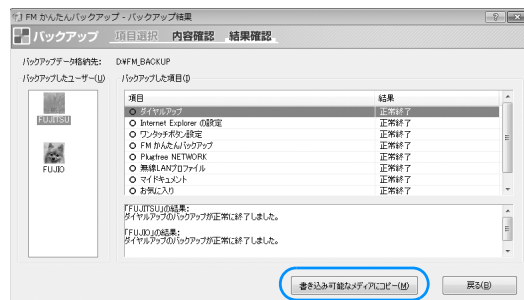 FM かんたんバックアップ - バックアップ結果
バックアップ 項目選択 内容確認 結果確認
バックアップデータ格納先: D:¥FM_BACKUP
バックアップしたユーザー(U) バックアップした項目(I)
項目 結果
FUJITSU
FUJIO
ダイヤルアップ 正常終了
Internet Explorer の設定 正常終了
ワンタッチボタン設定 正常終了
FM かんたんバックアップ 正常終了
Plugfree NETWORK 正常終了
無線LANプロファイル 正常終了
マイドキュメント 正常終了
お気に入り 正常終了
「FUJITSU」の結果:
ダイヤルアップのバックアップが正常に終了しました。
「FUJIO」の結果:
ダイヤルアップのバックアップが正常に終了しました。
書き込み可能なメディアにコピー(M) 戻る(B)